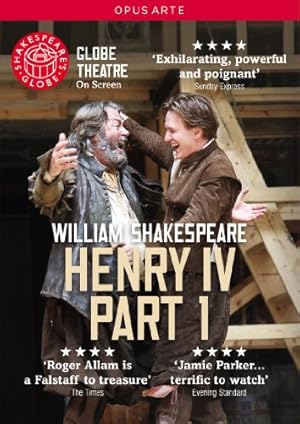 OPUS ARTE
SHAKESPEARE'S
GLOBE
GLOBE
THEATRE
On Screen
★★★★
'Exhilarating, powerful
and poignant'
Sunday Express
WILLIAM SHAKESPEARE
HENRY IV
PART 1
★★★★
'Roger Allam is
a Falstaff to treasure'
The Times
★★★★
'Jamie Parker...
terrific to watch'
Evening Standard